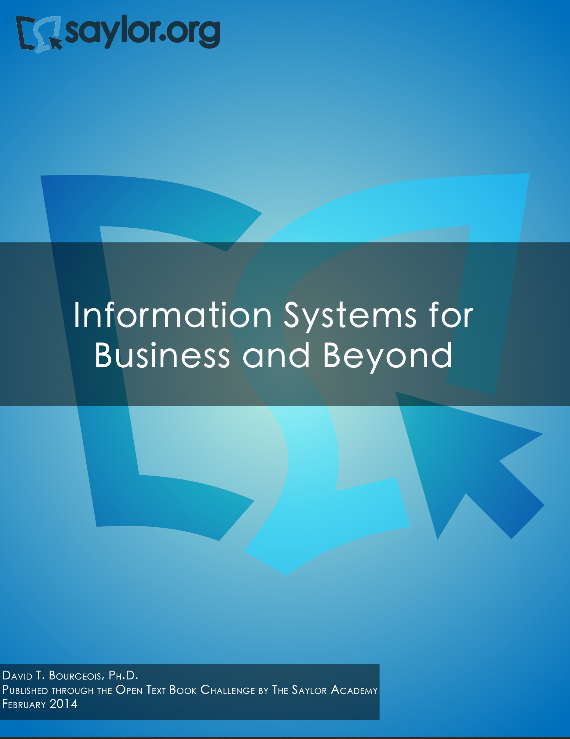 saylor.org
Information Systems for
Business and Beyond
David T. Bourgeois, Ph.D.
Published through the Open Text Book Challenge by The Saylor Academy
February 2014